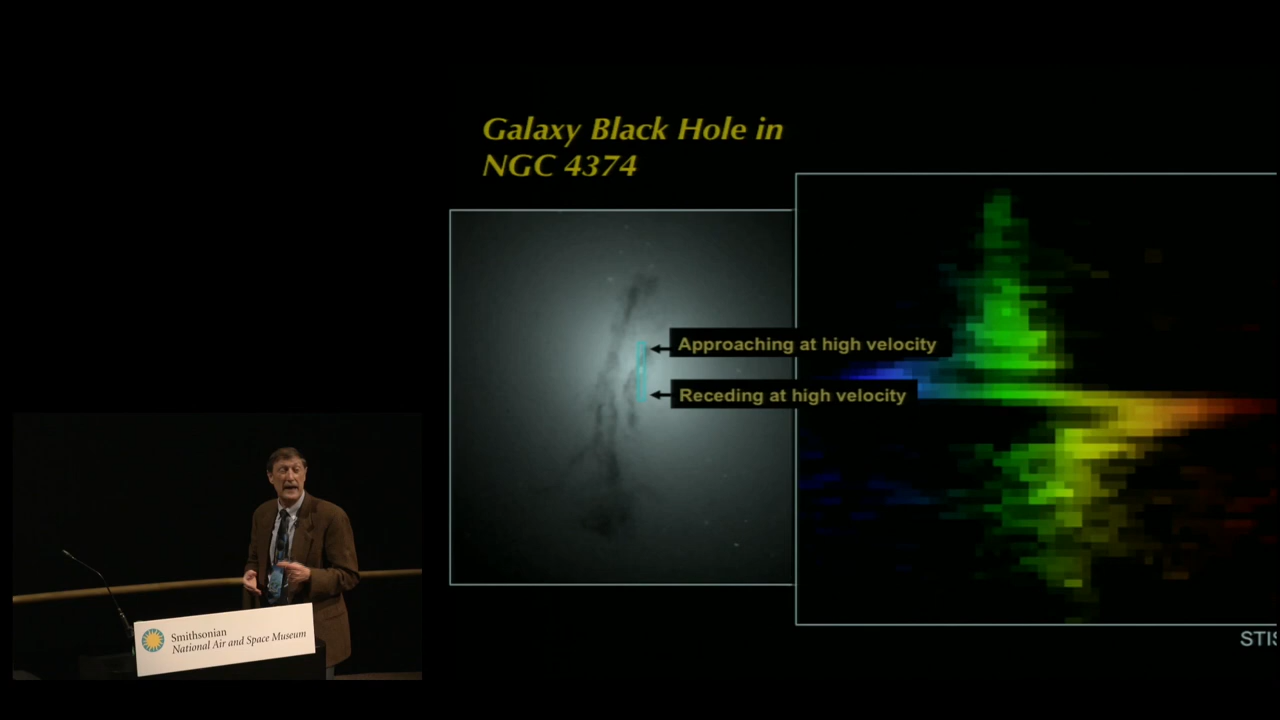 Galaxy Black Hole in
NGC 4374
Approaching at high velocity
Receding at high velocity
STIS
Smithsonian
National Air and Space Museum